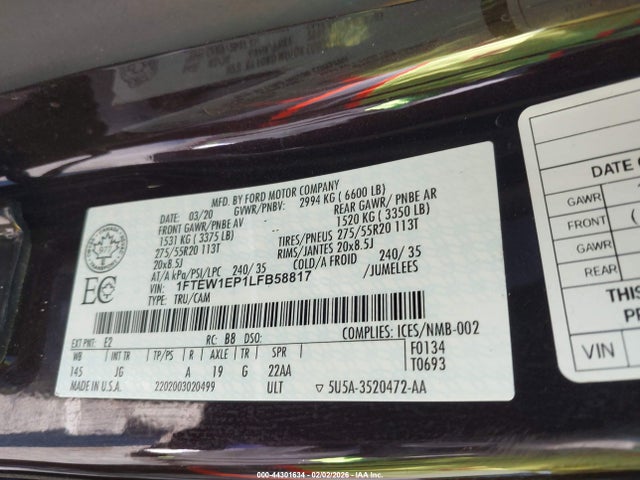 MFD. BY FORD MOTOR COMPANY
DATE: 03/20 GVWR/PNBV: 2994 KG ( 6600 LB)
FRONT GAWR/ PNBE AV REAR GAWR/ PNBE AR
1531 KG ( 3375 LB) 1520 KG ( 3350 LB)
275/55R20 113T TIRES/PNEUS 275/55R20 113T
20x8.5J RIMS/JANTES 20x8.5J
AT/A kPa/PSI/LPC 240/ 35 COLD/A FROID 240/ 35
VIN: 1FTEW1EP1LFB58817 /JUMELEES
TYPE: TRU/CAM
EC
EXT PNT: E2 RC: B8 DSO: COMPLIES: ICES/NMB-002
WB INT TR TP/PS R AXLE TR SPR F0134
145 JG A 19 G 22AA T0693
MADE IN U.S.A. 2202003020499 ULT 5U5A-3520472-AA
DATE
GAWR
FRONT
GAWR
REAR
THIS
PR
VIN
000-44301634 - 02/02/2026 - IAAI.COM